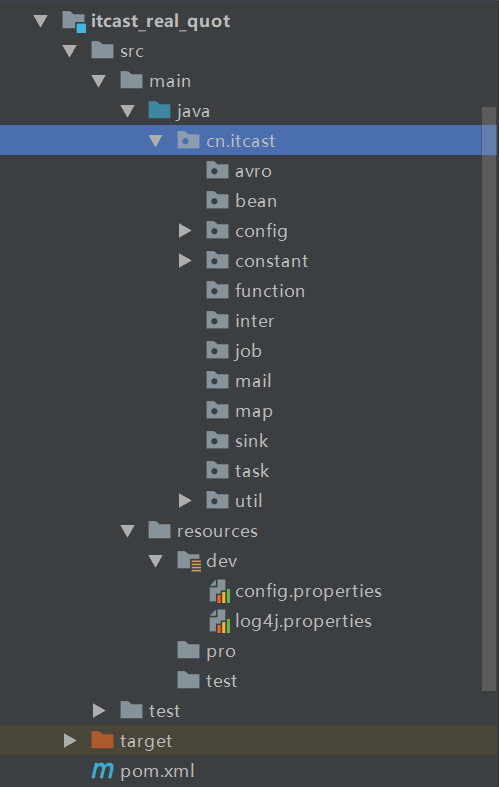 itcast_real_quot
src
main
java
cn.itcast
avro
bean
config
constant
function
inter
job
mail
map
sink
task
util
resources
dev
config.properties
log4j.properties
pro
test
test
target
pom.xml